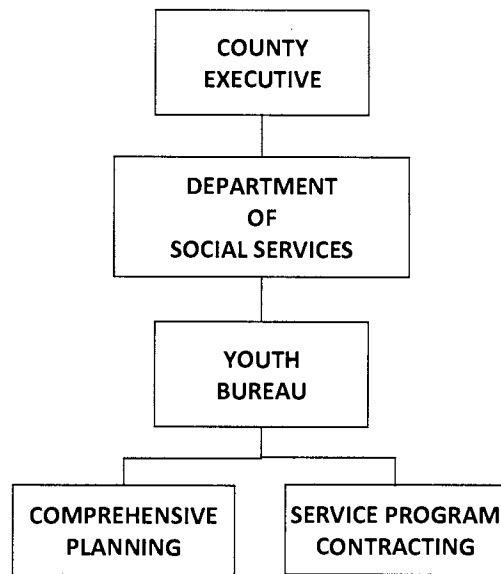 COUNTY
EXECUTIVE
DEPARTMENT
OF
SOCIAL SERVICES
YOUTH
BUREAU
COMPREHENSIVE
PLANNING
SERVICE PROGRAM
CONTRACTING